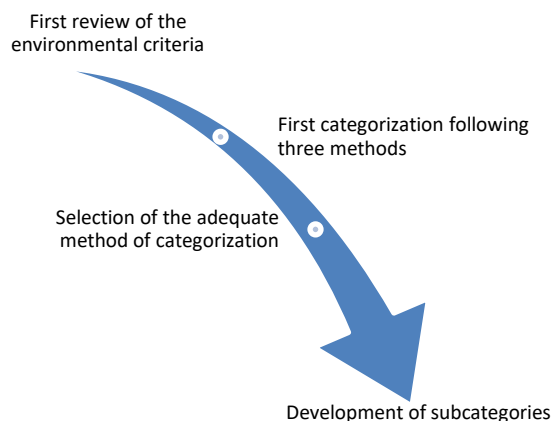 First review of the
environmental criteria
First categorization following
three methods
Selection of the adequate
method of categorization
Development of subcategories